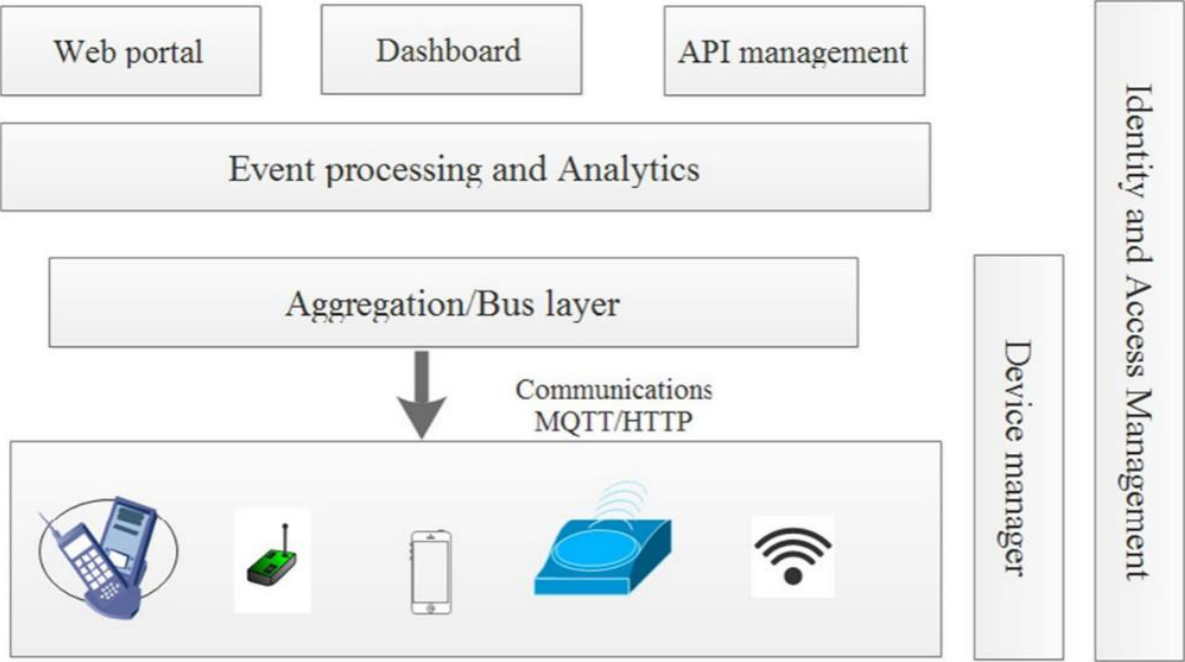 Web portal
Dashboard
API management
Event processing and Analytics
Aggregation/Bus layer
Communications
MQTT/HTTP
Device manager
Identity and Access Management